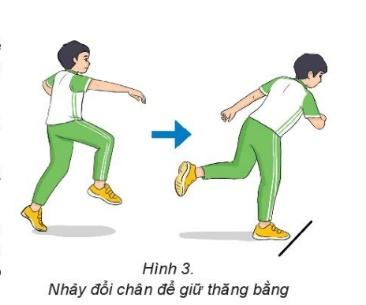 Hình 3.
Nhảy đổi chân để giữ thăng bằng